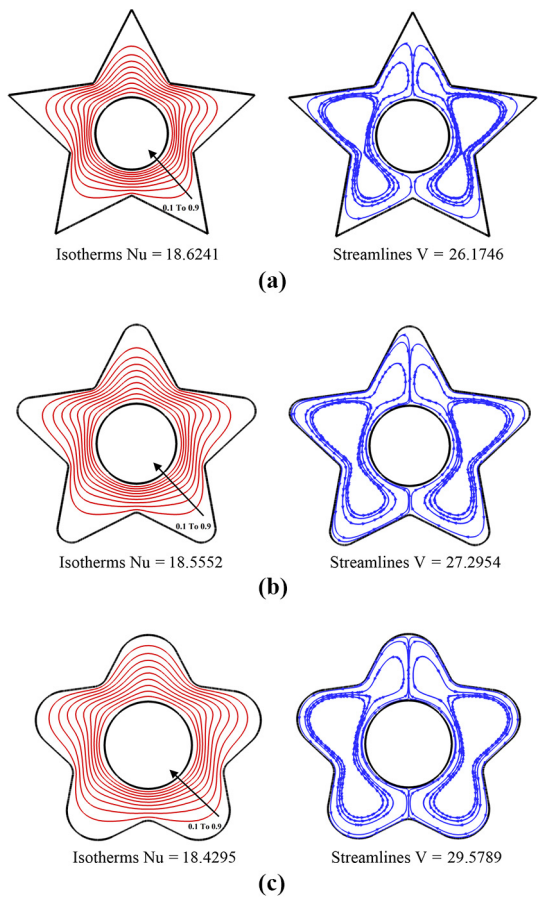 0.1 To 0.9
Isotherms Nu = 18.6241
Streamlines V = 26.1746
(a)
0.1 To 0.9
Isotherms Nu = 18.5552
Streamlines V = 27.2954
(b)
0.1 To 0.9
Isotherms Nu = 18.4295
Streamlines V = 29.5789
(c)